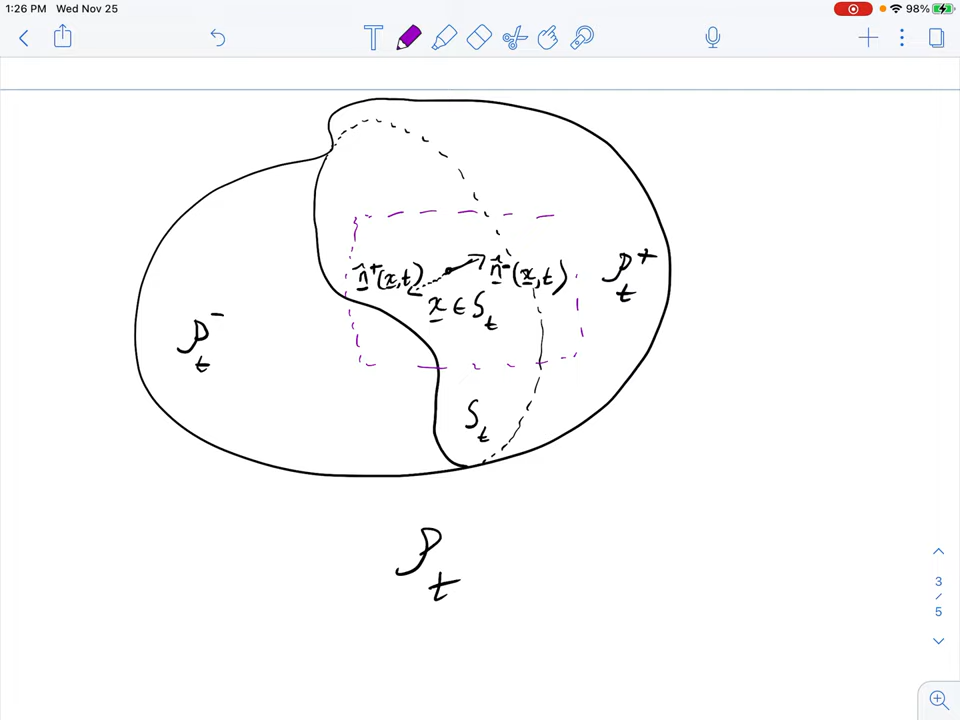 1:26 PM Wed Nov 25
98%
T
n̂⁺(x,t)
n̂⁻(x,t)
x ∈ S_t
P_t⁺
P_t⁻
S_t
P_t
3
/
5